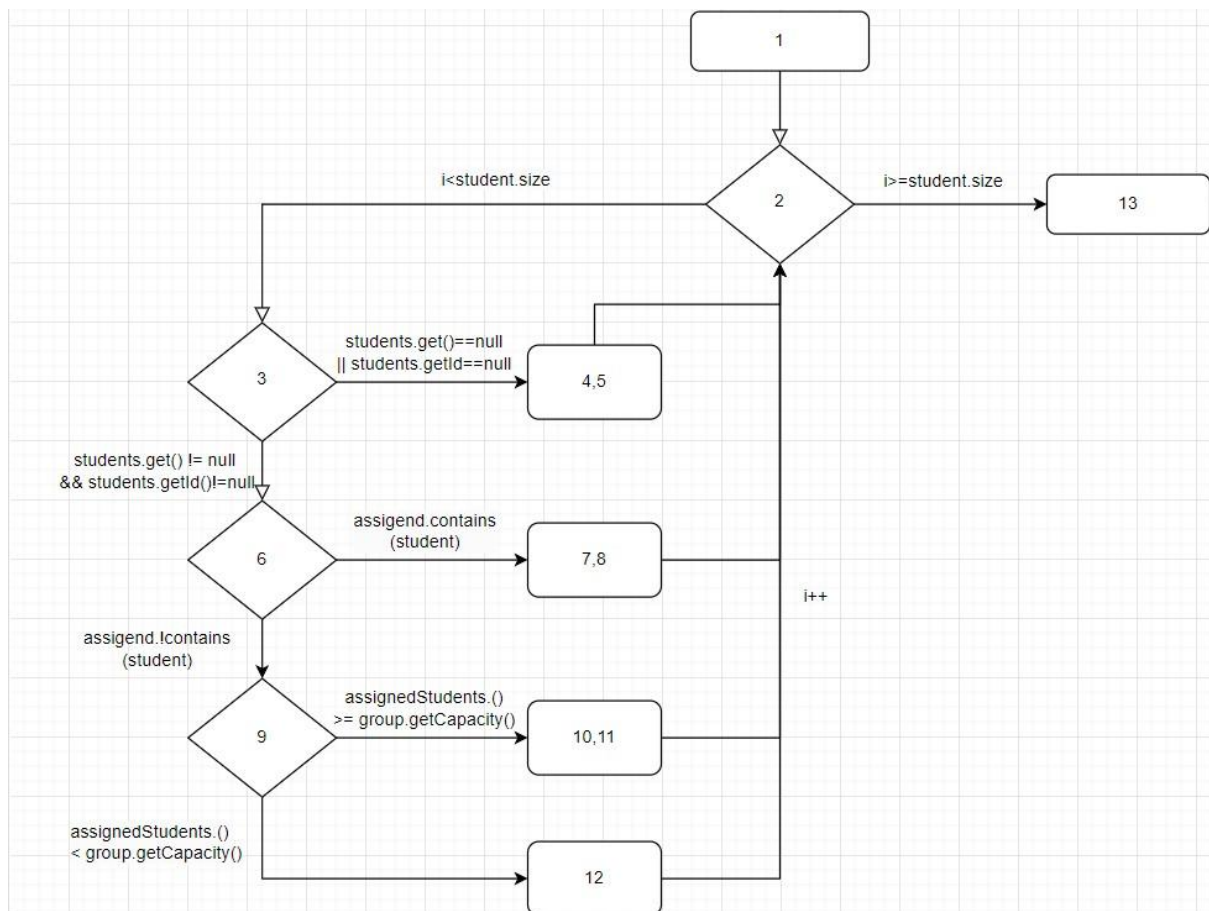 1
i<student.size
2
i>=student.size
13
3
students.get()==null
|| students.getId==null
4,5
students.get() != null
&& students.getId()!=null
6
assigend.contains
(student)
7,8
i++
assigend.!contains
(student)
9
assignedStudents.()
>= group.getCapacity()
10,11
assignedStudents.()
< group.getCapacity()
12